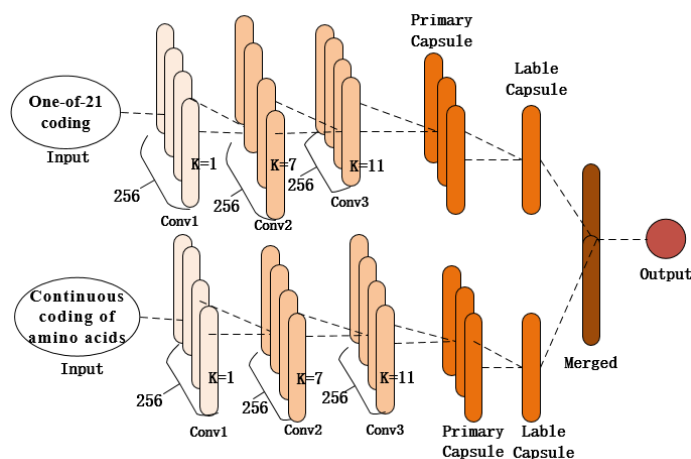 Primary
Capsule
Lable
Capsule
One-of-21
coding
Input
K=1
K=7
K=11
256
256
256
Conv1
Conv2
Conv3
Output
Merged
Continuous
coding of
amino acids
Input
K=1
K=7
K=11
256
256
256
Conv1
Conv2
Conv3
Primary
Capsule
Lable
Capsule